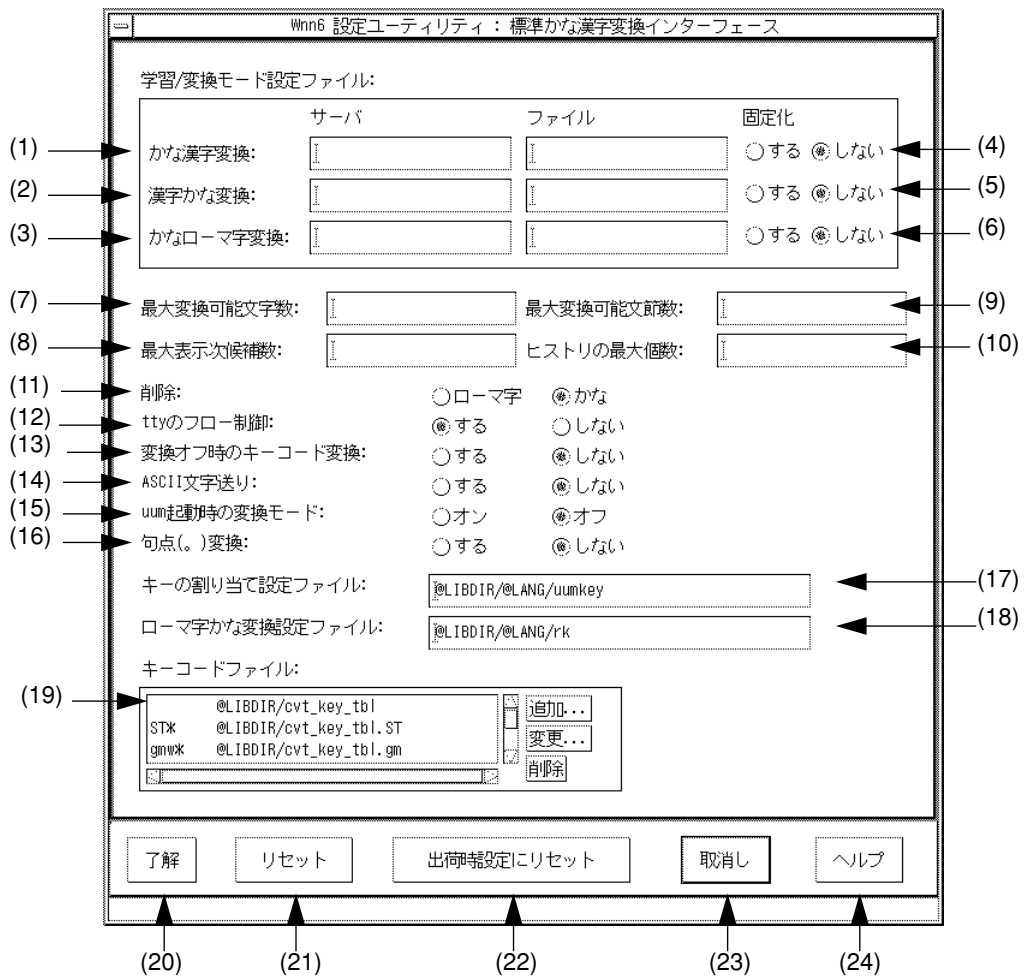 Wnn6 設定ユーティリティ : 標準かな漢字変換インターフェース
学習/変換モード設定ファイル:
サーバ ファイル 固定化
(1) かな漢字変換: する しない (4)
(2) 漢字かな変換: する しない (5)
(3) かなローマ字変換: する しない (6)
(7) 最大変換可能文字数: 最大変換可能文節数: (9)
(8) 最大表示次候補数: ヒストリの最大個数: (10)
(11) 削除: ローマ字 かな
(12) ttyのフロー制御: する しない
(13) 変換オフ時のキーコード変換: する しない
(14) ASCII文字送り: する しない
(15) uum起動時の変換モード: オン オフ
(16) 句点(。)変換: する しない
キーの割り当て設定ファイル: @LIBDIR/@LANG/uumkey (17)
ローマ字かな変換設定ファイル: @LIBDIR/@LANG/rk (18)
キーコードファイル:
(19) @LIBDIR/cvt_key_tbl 追加...
ST* @LIBDIR/cvt_key_tbl.ST 変更...
gmw* @LIBDIR/cvt_key_tbl.gm 削除
了解 リセット 出荷時設定にリセット 取消し ヘルプ
(20) (21) (22) (23) (24)